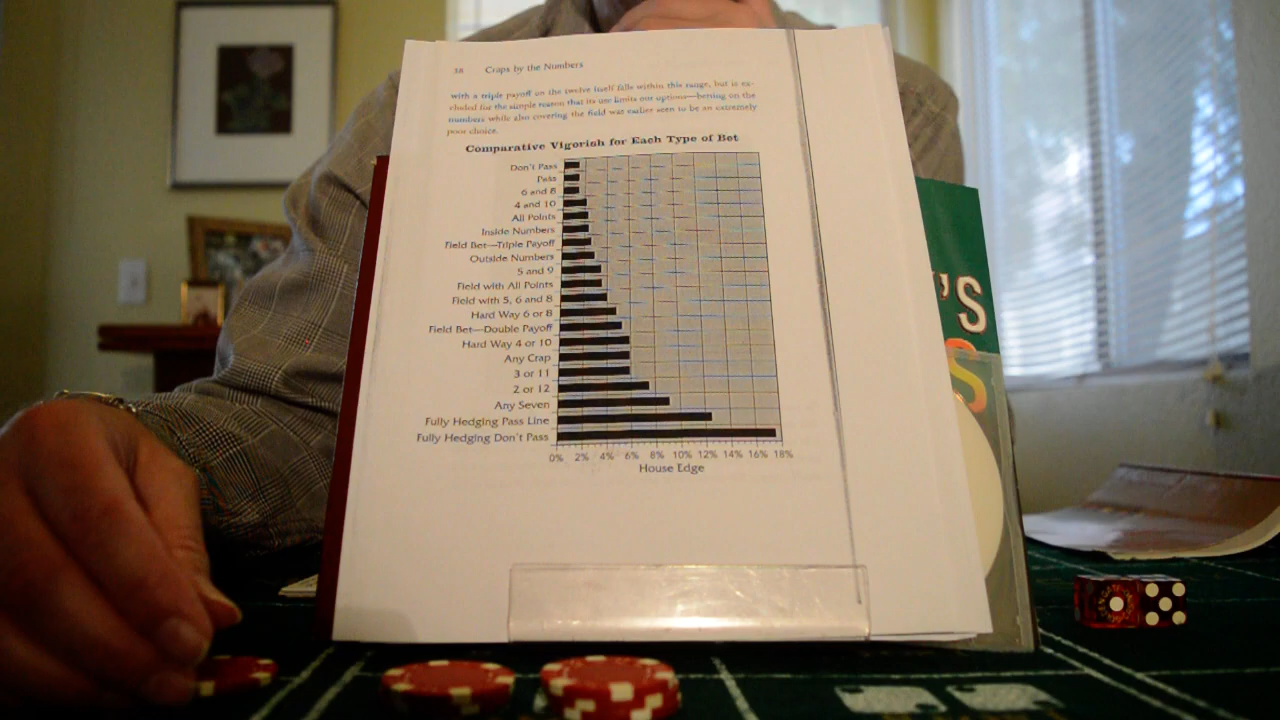 38 Craps by the Numbers
with a triple payoff on the twelve itself falls within this range, but is ex-
cluded for the simple reason that its use limits our options—betting on the
numbers while also covering the field was earlier seen to be an extremely
poor choice.
Comparative Vigorish for Each Type of Bet
Don't Pass
Pass
6 and 8
4 and 10
All Points
Inside Numbers
Field Bet—Triple Payoff
Outside Numbers
5 and 9
Field with All Points
Field with 5, 6 and 8
Hard Way 6 or 8
Field Bet—Double Payoff
Hard Way 4 or 10
Any Crap
3 or 11
2 or 12
Any Seven
Fully Hedging Pass Line
Fully Hedging Don't Pass
0% 2% 4% 6% 8% 10% 12% 14% 16% 18%
House Edge
'S
S